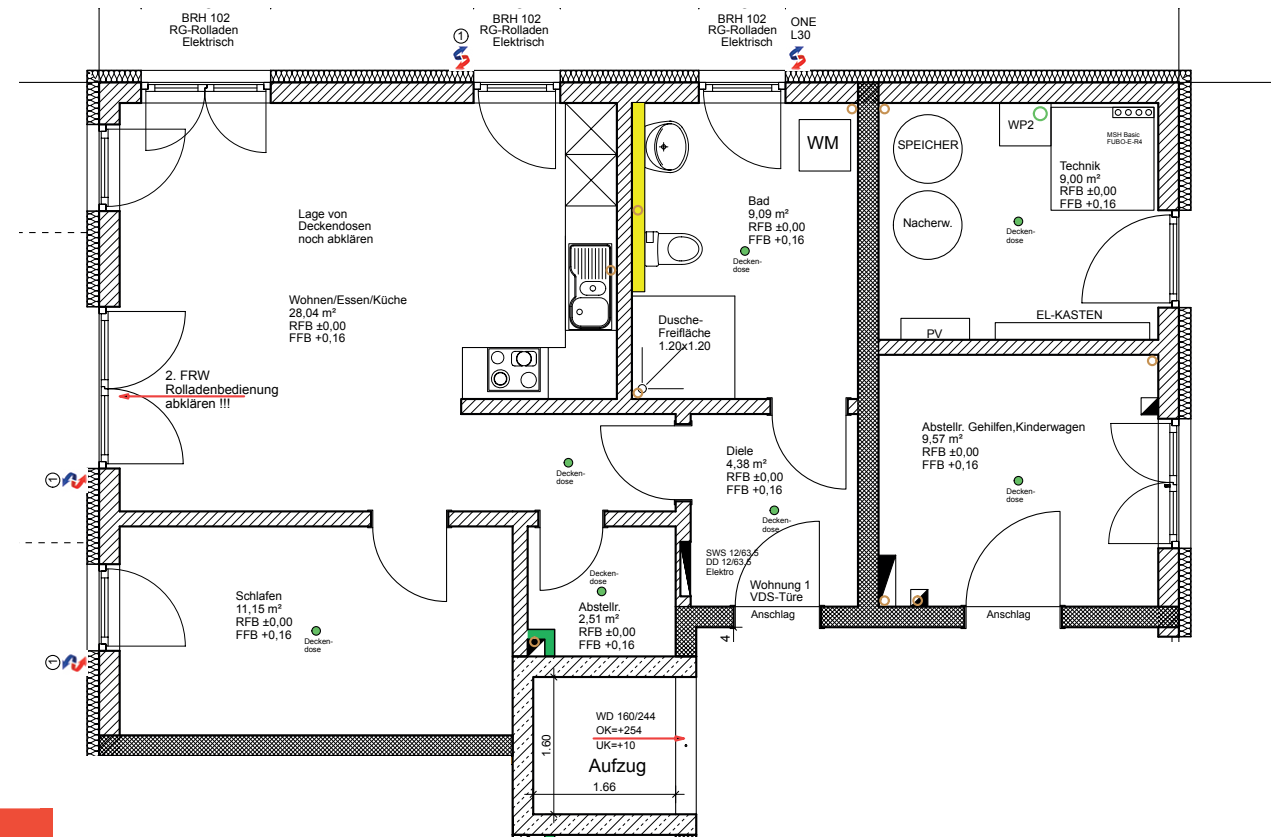 BRH 102
RG-Rolladen
Elektrisch
1
BRH 102
RG-Rolladen
Elektrisch
BRH 102
RG-Rolladen
Elektrisch
ONE
L30
WM
SPEICHER
WP2
MSH Basic
FUBO-E-R4
Technik
9,00 m²
RFB ±0,00
FFB +0,16
Decken-
dose
Nacherw.
PV
EL-KASTEN
Lage von
Deckendosen
noch abklären
Wohnen/Essen/Küche
28,04 m²
RFB ±0,00
FFB +0,16
Bad
9,09 m²
RFB ±0,00
FFB +0,16
Decken-
dose
Dusche-
Freifläche
1.20x1.20
2. FRW
Rolladenbedienung
abklären !!!
Decken-
dose
Diele
4,38 m²
RFB ±0,00
FFB +0,16
Decken-
dose
Abstellr. Gehilfen,Kinderwagen
9,57 m²
RFB ±0,00
FFB +0,16
Decken-
dose
1
SWS 12/63,5
DD 12/63,5
Elektro
Wohnung 1
VDS-Türe
Anschlag
Anschlag
4
Schlafen
11,15 m²
RFB ±0,00
FFB +0,16
Decken-
dose
Decken-
dose
Abstellr.
2,51 m²
RFB ±0,00
FFB +0,16
1
WD 160/244
OK=+254
UK=+10
Aufzug
1.60
1.66